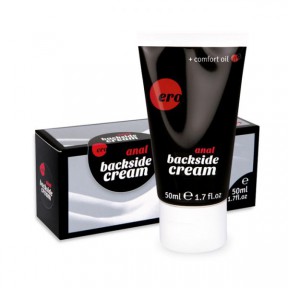 + comfort oil
ero
anal
backside
cream
50ml e 1.7 fl.oz
ero
anal
backside
cream
50ml
1.7fl.oz